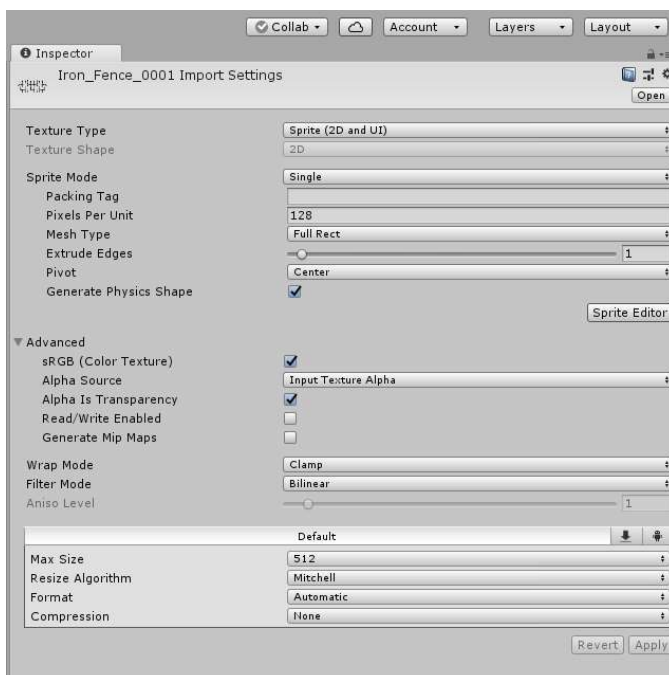 Collab Account Layers Layout
Inspector
Iron_Fence_0001 Import Settings
Open
Texture Type Sprite (2D and UI)
Texture Shape 2D
Sprite Mode Single
Packing Tag
Pixels Per Unit 128
Mesh Type Full Rect
Extrude Edges 1
Pivot Center
Generate Physics Shape
Sprite Editor
Advanced
sRGB (Color Texture)
Alpha Source Input Texture Alpha
Alpha Is Transparency
Read/Write Enabled
Generate Mip Maps
Wrap Mode Clamp
Filter Mode Bilinear
Aniso Level 1
Default
Max Size 512
Resize Algorithm Mitchell
Format Automatic
Compression None
Revert Apply